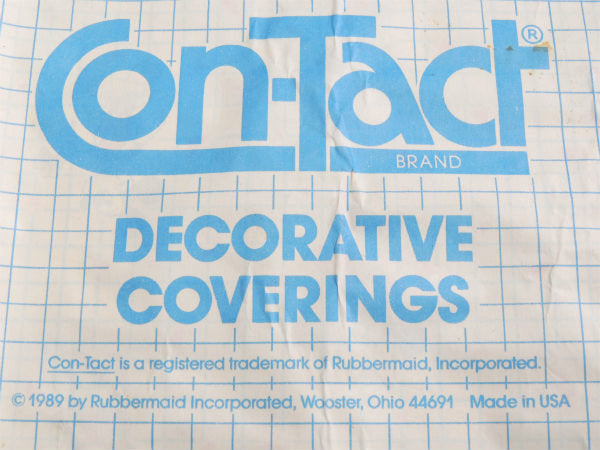 Con-Tact®
BRAND
DECORATIVE
COVERINGS
Con-Tact is a registered trademark of Rubbermaid, Incorporated.
© 1989 by Rubbermaid Incorporated, Wooster, Ohio 44691 Made in USA